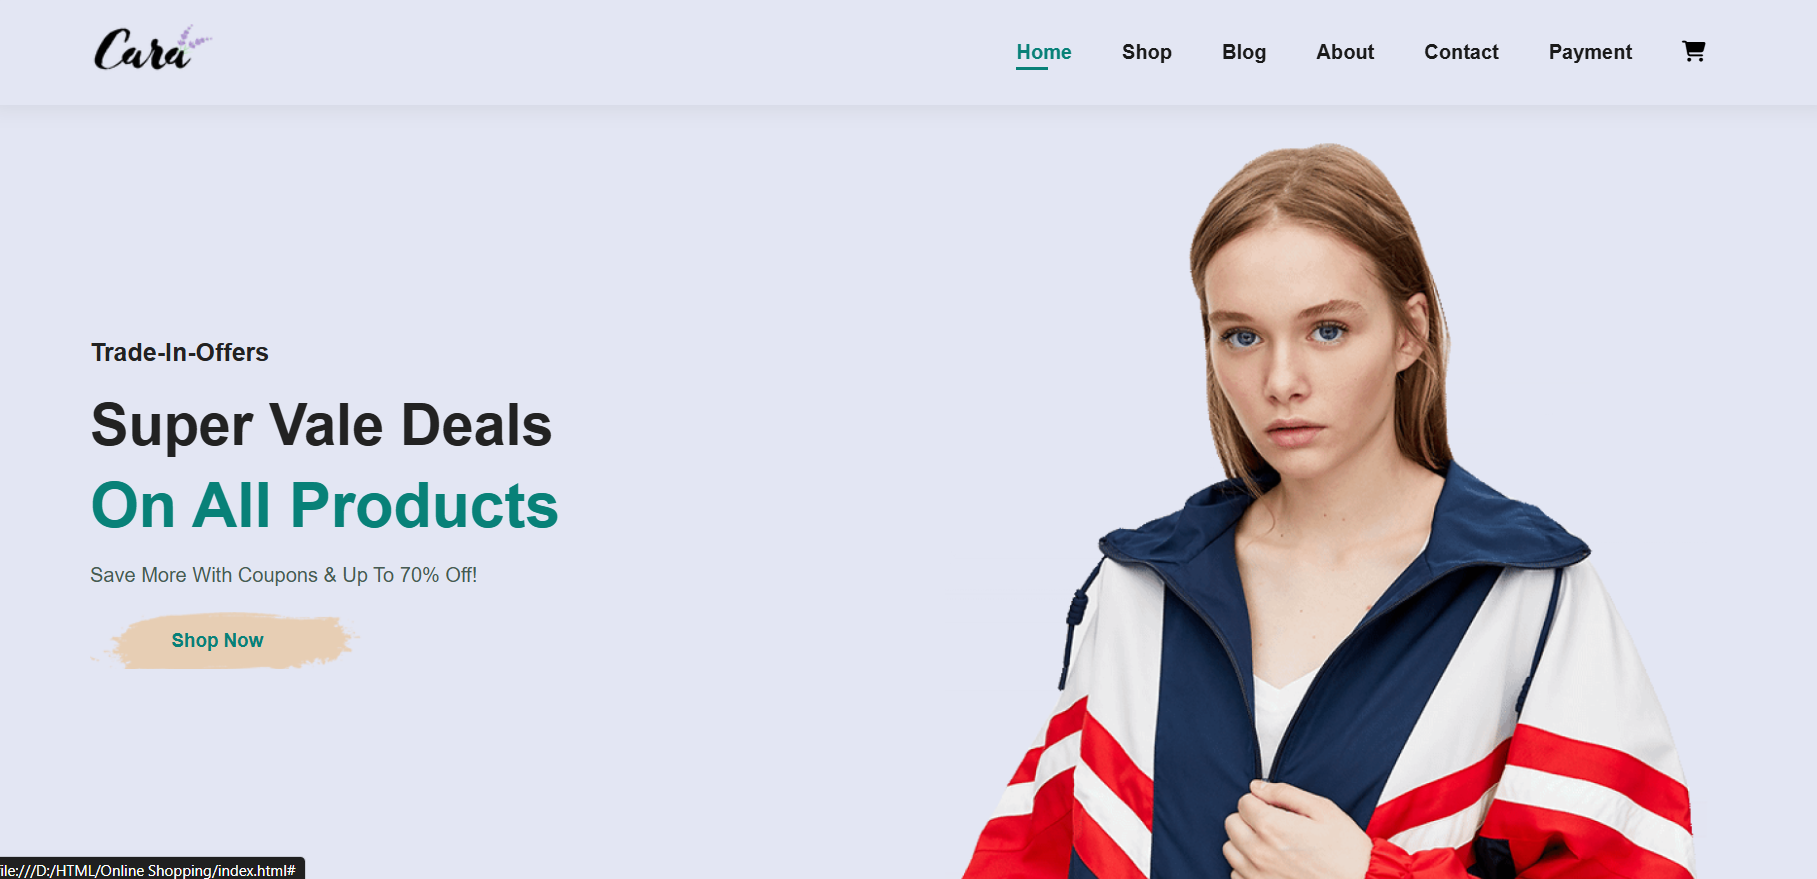 Cara
Home Shop Blog About Contact Payment
Trade-In-Offers
Super Vale Deals
On All Products
Save More With Coupons & Up To 70% Off!
Shop Now
ile:///D:/HTML/Online Shopping/index.html#